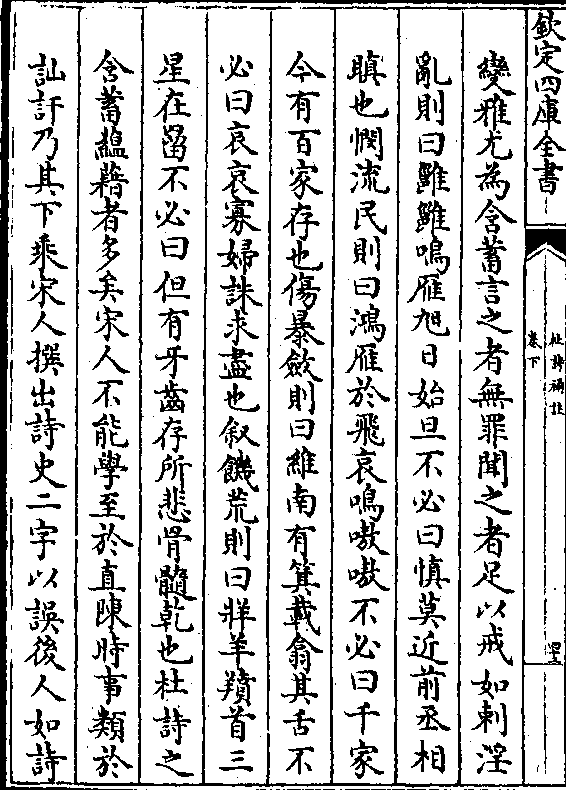 欽定四庫全書
杜詩補註
卷下
變雅尤為含蓄言之者無罪聞之者足以戒如刺淫
亂則曰雝雝鳴雁旭日始旦不必曰慎莫近前丞相
瞋也憫流民則曰鴻雁於飛哀鳴嗷嗷不必曰千家
今有百家存也傷暴斂則曰維南有箕載翕其舌不
必曰哀哀寡婦誅求盡也叙饑荒則曰牂羊羵首三
星在罶不必曰但有牙齒存所悲骨髓乾也杜詩之
含蓄蘊藉者多矣宋人不能學至於直陳時事類於
訕訐乃其下乘宋人撰出詩史二字以誤後人如詩